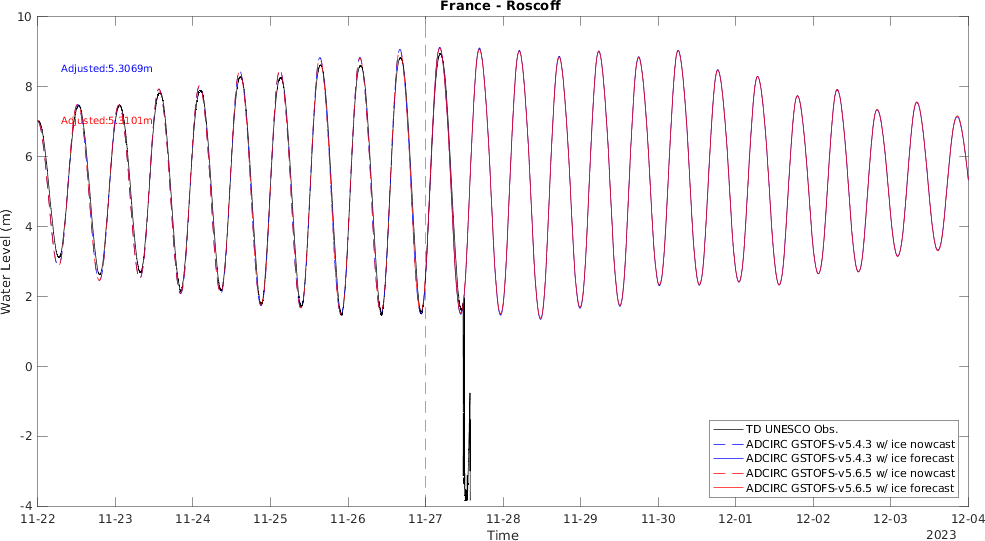 France - Roscoff
Water Level (m)
10
8
6
4
2
0
-2
-4
Adjusted:5.3069m
Adjusted:5.3101m
TD UNESCO Obs.
ADCIRC GSTOFS-v5.4.3 w/ ice nowcast
ADCIRC GSTOFS-v5.4.3 w/ ice forecast
ADCIRC GSTOFS-v5.6.5 w/ ice nowcast
ADCIRC GSTOFS-v5.6.5 w/ ice forecast
11-22 11-23 11-24 11-25 11-26 11-27 11-28 11-29 11-30 12-01 12-02 12-03 12-04
Time
2023